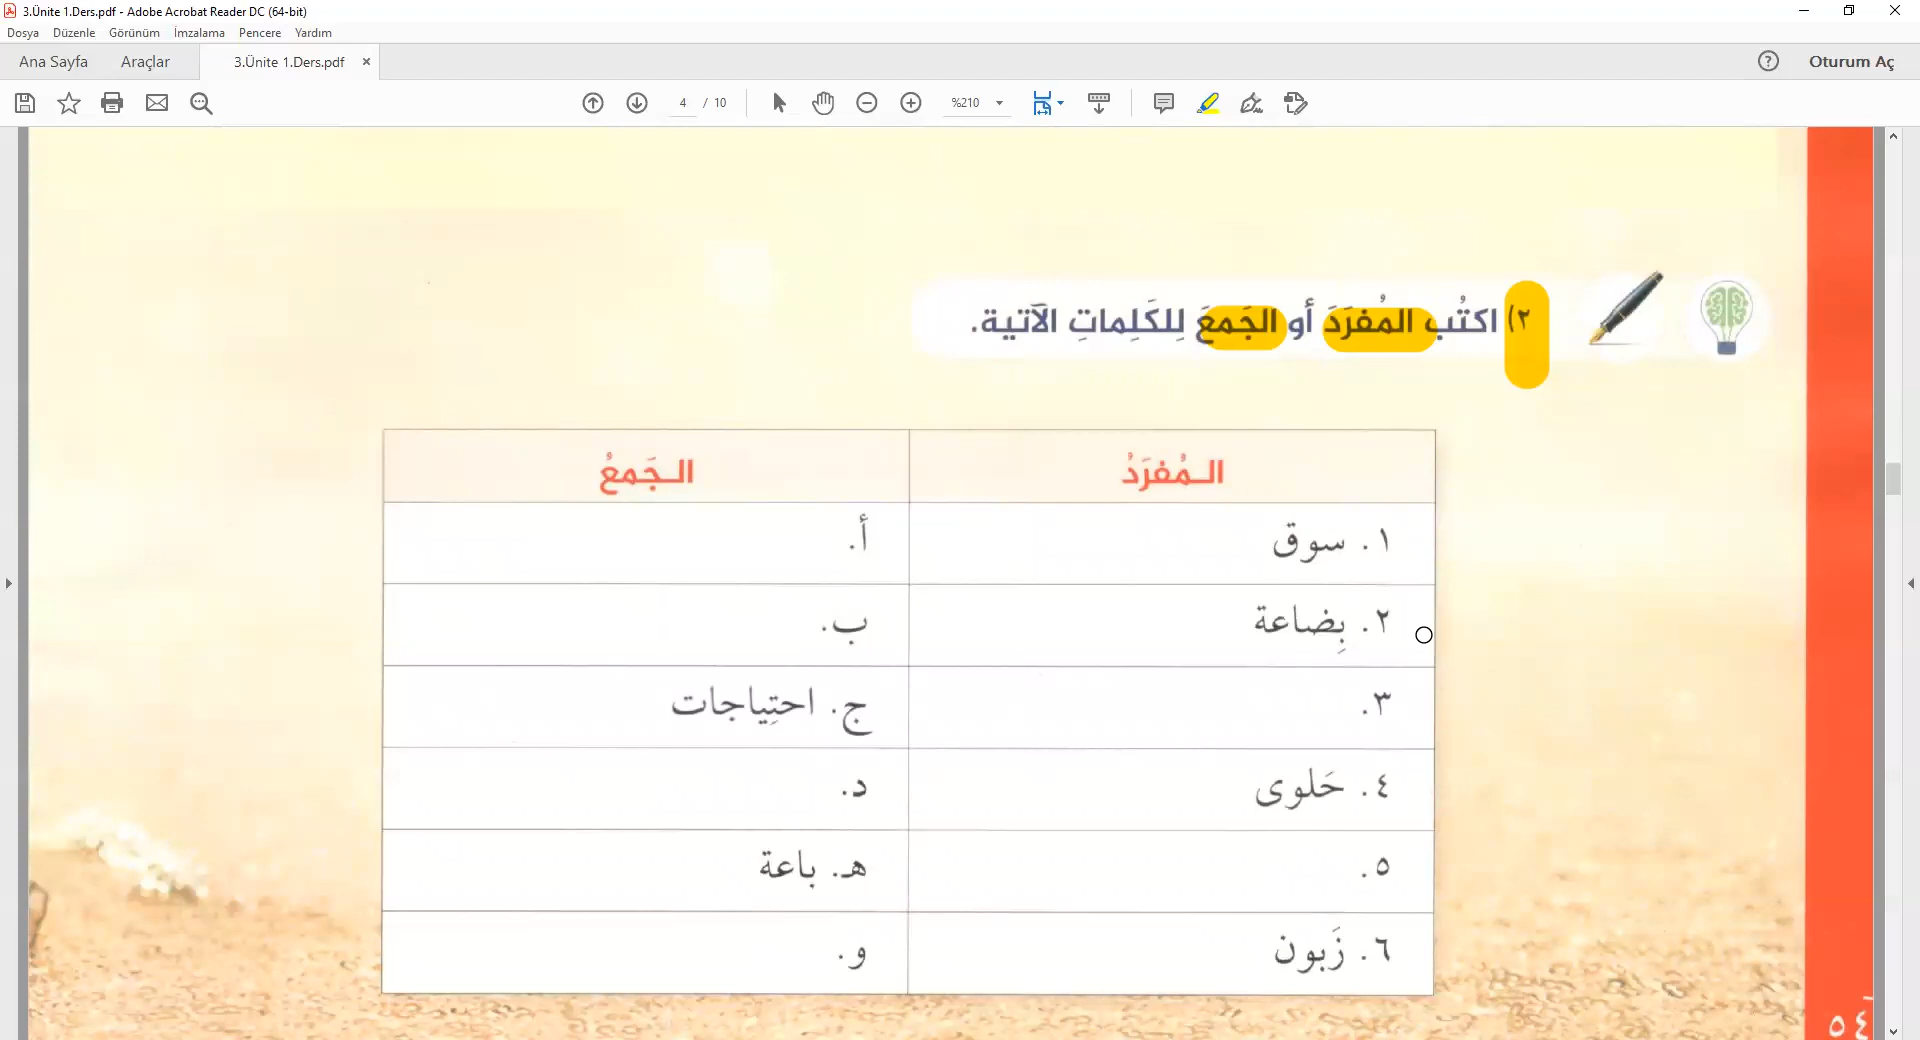 3.Ünite 1.Ders.pdf - Adobe Acrobat Reader DC (64-bit)
Dosya Düzenle Görünüm İmzalama Pencere Yardım
Ana Sayfa Araçlar 3.Ünite 1.Ders.pdf Oturum Aç
4 / 10 %210
٢) اكتُب المُفرَدَ أو الجَمعَ لِلكَلِماتِ الآتية.
المُفرَدُ الجَمعُ
١. سوق أ.
٢. بِضاعة ب.
٣. ج. احتِياجات
٤. حَلوى د.
٥. هـ. باعة
٦. زَبون و.
٥٤